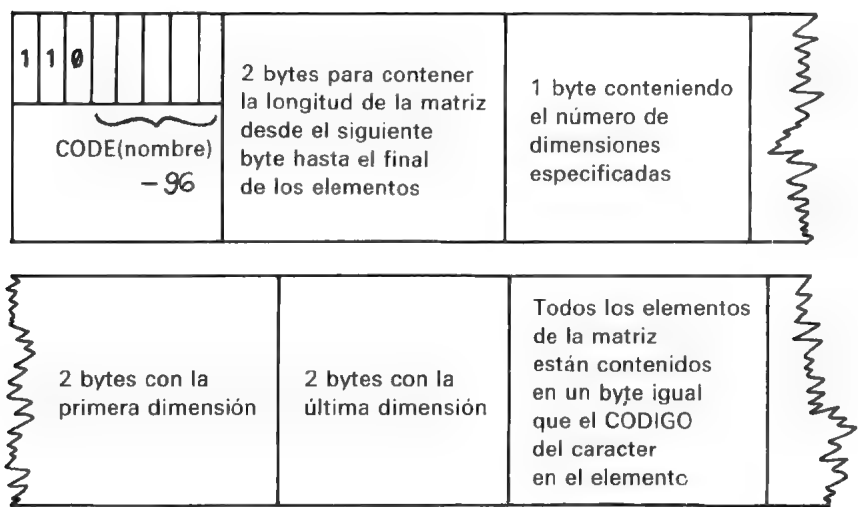 1 1 0
CODE(nombre)
– 96
2 bytes para contener
la longitud de la matriz
desde el siguiente
byte hasta el final
de los elementos
1 byte conteniendo
el número de
dimensiones
especificadas
2 bytes con la
primera dimensión
2 bytes con la
última dimensión
Todos los elementos
de la matriz
están contenidos
en un byte igual
que el CODIGO
del caracter
en el elemento